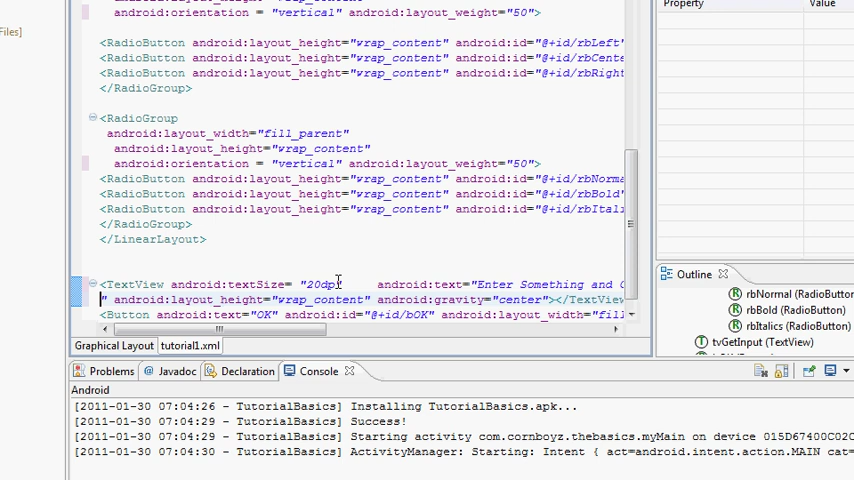 Property Value
Files]
android:orientation = "vertical" android:layout_weight="50">
<RadioButton android:layout_height="wrap_content" android:id="@+id/rbLeft"
<RadioButton android:layout_height="wrap_content" android:id="@+id/rbCente
<RadioButton android:layout_height="wrap_content" android:id="@+id/rbRight
</RadioGroup>
<RadioGroup
android:layout_width="fill_parent"
android:layout_height="wrap_content"
android:orientation = "vertical" android:layout_weight="50">
<RadioButton android:layout_height="wrap_content" android:id="@+id/rbNorma
<RadioButton android:layout_height="wrap_content" android:id="@+id/rbBold"
<RadioButton android:layout_height="wrap_content" android:id="@+id/rbItali
</RadioGroup>
</LinearLayout>
<TextView android:textSize= "20dp" android:text="Enter Something and
" android:layout_height="wrap_content" android:gravity="center"></TextView
<Button android:text="OK" android:id="@+id/bOK" android:layout_width="fill
Graphical Layout tutorial1.xml
Outline
rbNormal (RadioButton
rbBold (RadioButton)
rbItalics (RadioButton)
tvGetInput (TextView)
Problems @ Javadoc Declaration Console
Android
[2011-01-30 07:04:26 - TutorialBasics] Installing TutorialBasics.apk...
[2011-01-30 07:04:29 - TutorialBasics] Success!
[2011-01-30 07:04:29 - TutorialBasics] Starting activity com.cornboyz.thebasics.myMain on device 015D67400C02C
[2011-01-30 07:04:30 - TutorialBasics] ActivityManager: Starting: Intent { act=android.intent.action.MAIN cat=